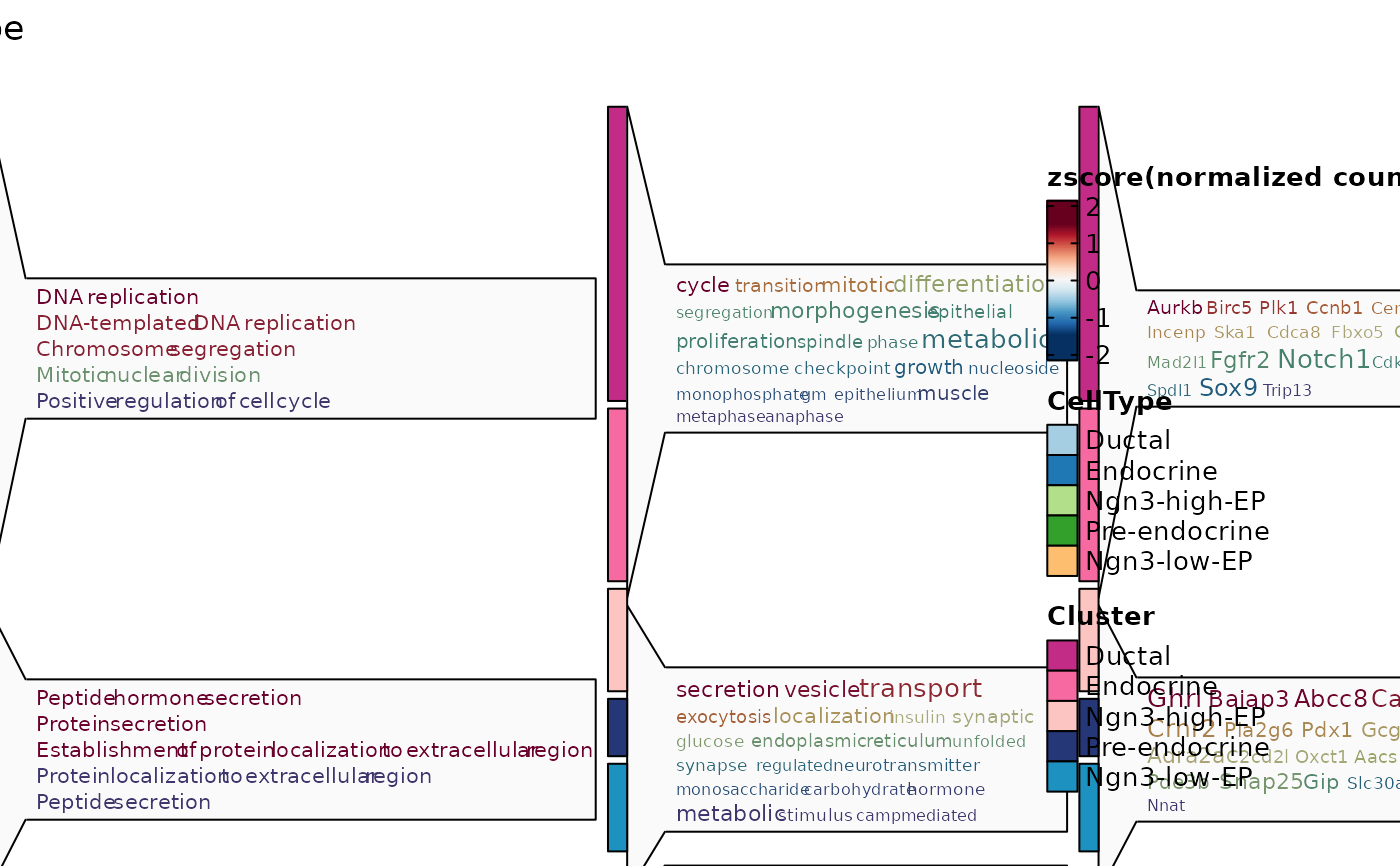 DNA replication
DNA-templated DNA replication
Chromosome segregation
Mitotic nuclear division
Positive regulation of cell cycle
Peptide hormone secretion
Protein secretion
Establishment of protein localization to extracellular region
Protein localization to extracellular region
Peptide secretion
cycle transition mitotic differentiation
segregation morphogenesis epithelial
proliferation spindle phase metabolic
chromosome checkpoint growth nucleoside
monophosphate gm epithelium muscle
metaphase anaphase
secretion vesicle transport
exocytosis localization insulin synaptic
glucose endoplasmic reticulum unfolded
synapse regulated neurotransmitter
monosaccharide carbohydrate hormone
metabolic stimulus camp mediated
zscore(normalized coun
2
1
0
-1
-2
CellType
Ductal
Endocrine
Ngn3-high-EP
Pre-endocrine
Ngn3-low-EP
Cluster
Ductal
Endocrine
Ngn3-high-EP
Pre-endocrine
Ngn3-low-EP
Aurkb Birc5 Plk1 Ccnb1 Cen
Incenp Ska1 Cdca8 Fbxo5
Mad2l1 Fgfr2 Notch1 Cdk
Spdl1 Sox9 Trip13
Ghrl Baiap3 Abcc8 Ca
Pla2g6 Pdx1 Gcg
Oxct1 Aacs
Snap25 Gip Slc30a
Nnat